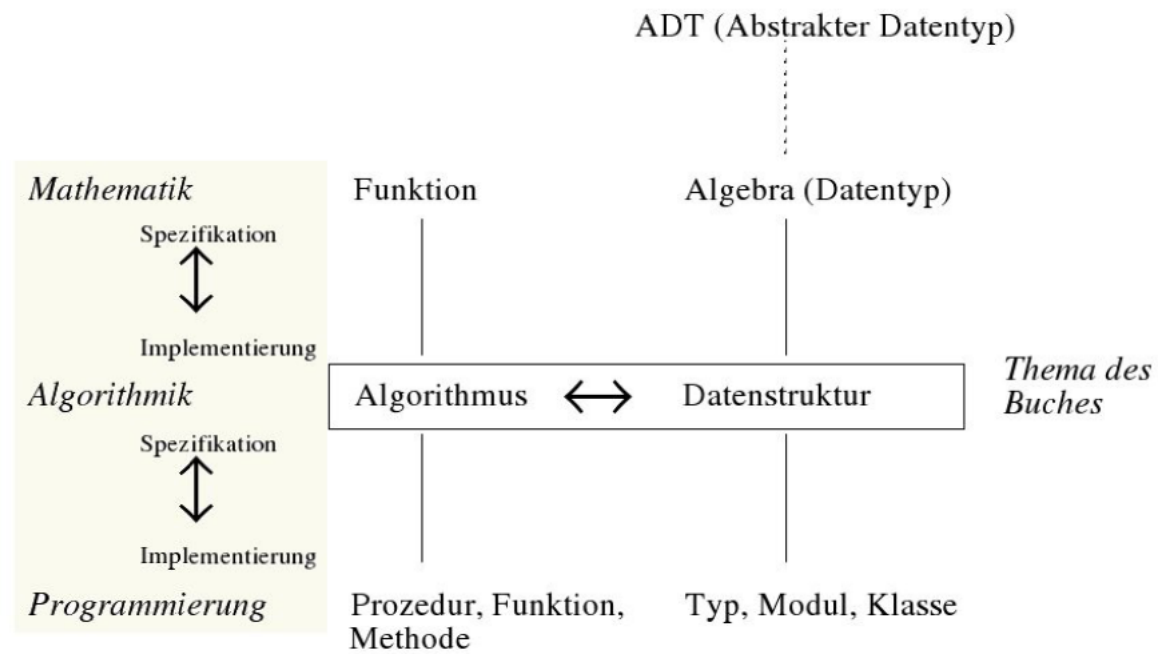 ADT (Abstrakter Datentyp)
Mathematik
Funktion
Algebra (Datentyp)
Spezifikation
Implementierung
Algorithmik
Algorithmus
Datenstruktur
Thema des
Buches
Spezifikation
Implementierung
Programmierung
Prozedur, Funktion,
Methode
Typ, Modul, Klasse